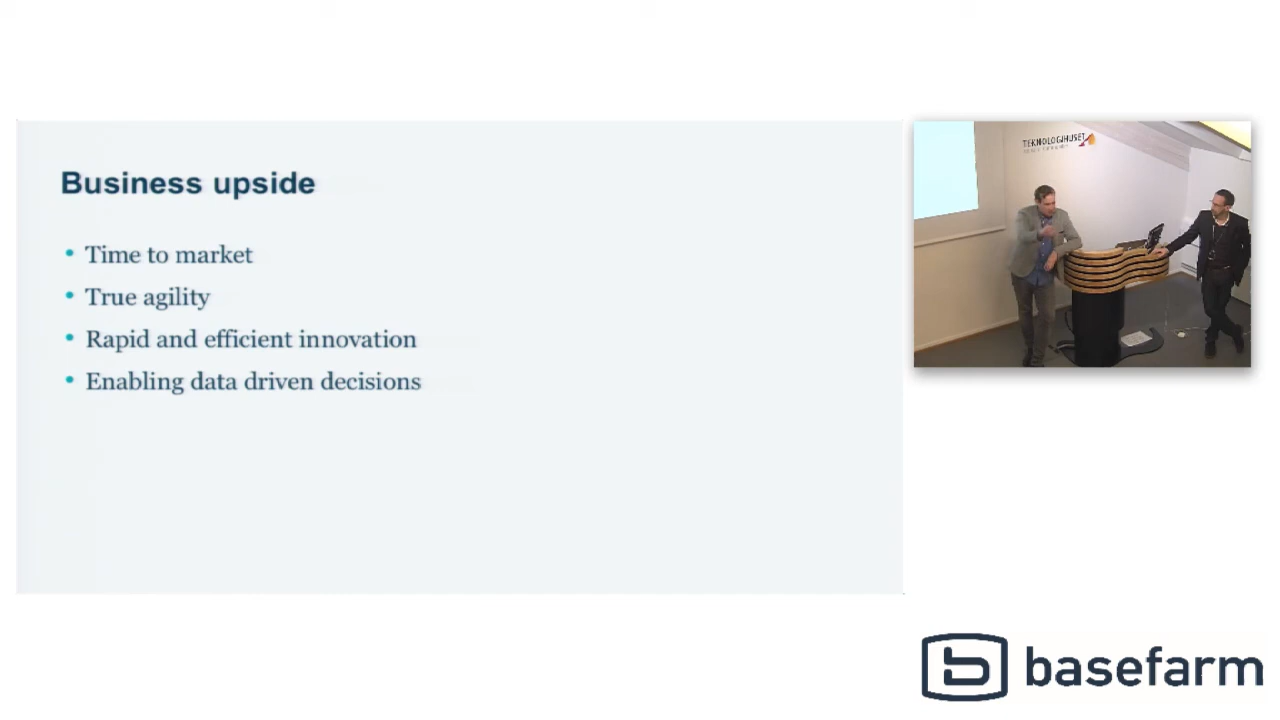 Business upside
• Time to market
• True agility
• Rapid and efficient innovation
• Enabling data driven decisions
TEKNOLOGIHUSET
basefarm